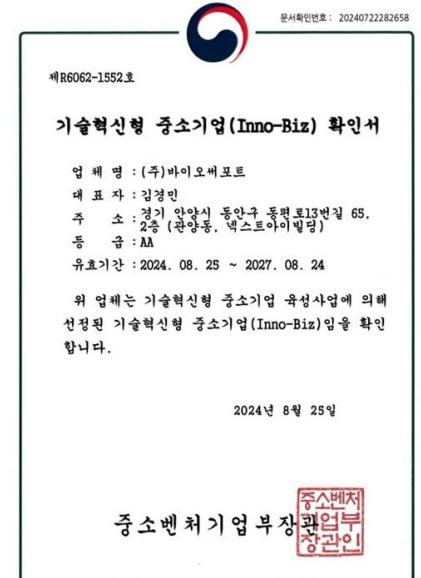 문서확인번호 : 20240722282658
제R6062-1552호
기술혁신형 중소기업(Inno-Biz) 확인서
업 체 명 : (주)바이오써포트
대 표 자 : 김경민
주 소 : 경기 안양시 동안구 동편로13번길 65,
2층 (관양동, 넥스트아이빌딩)
등 급 : AA
유효기간 : 2024. 08. 25 ~ 2027. 08. 24
위 업체는 기술혁신형 중소기업 육성사업에 의해
선정된 기술혁신형 중소기업(Inno-Biz)임을 확인
합니다.
2024년 8월 25일
중소벤처기업부장관
중소벤처
기업부
장관인